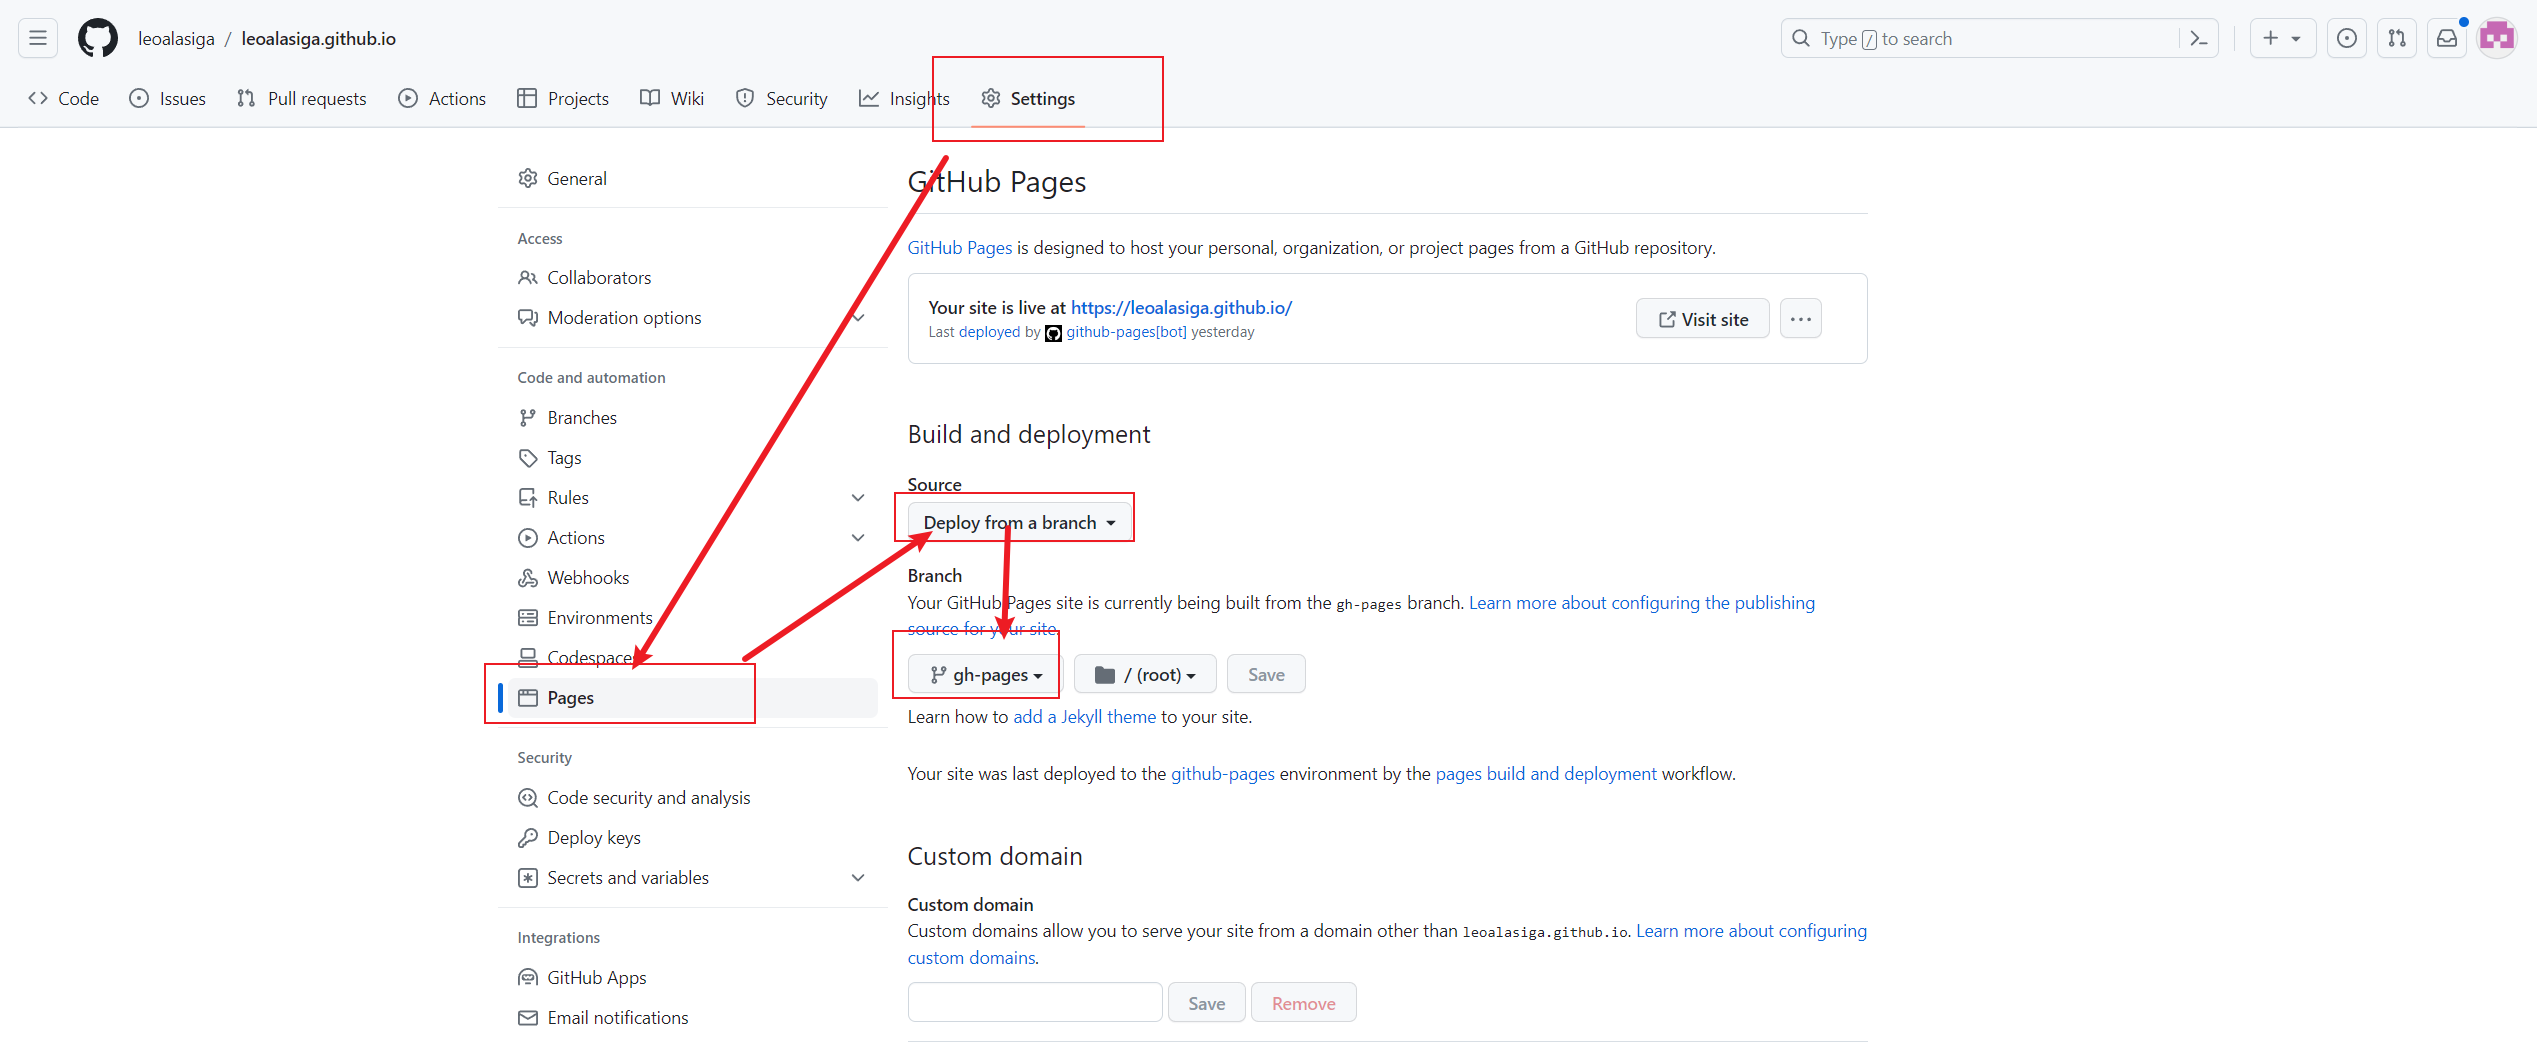 leoalasiga / leoalasiga.github.io
Type / to search
Code Issues Pull requests Actions Projects Wiki Security Insights Settings
General
Access
Collaborators
Moderation options
Code and automation
Branches
Tags
Rules
Actions
Webhooks
Environments
Codespaces
Pages
Security
Code security and analysis
Deploy keys
Secrets and variables
Integrations
GitHub Apps
Email notifications
GitHub Pages
GitHub Pages is designed to host your personal, organization, or project pages from a GitHub repository.
Your site is live at https://leoalasiga.github.io/
Last deployed by github-pages[bot] yesterday
Visit site
Build and deployment
Source
Deploy from a branch
Branch
Your GitHub Pages site is currently being built from the gh-pages branch. Learn more about configuring the publishing
source for your site.
gh-pages / (root) Save
Learn how to add a Jekyll theme to your site.
Your site was last deployed to the github-pages environment by the pages build and deployment workflow.
Custom domain
Custom domain
Custom domains allow you to serve your site from a domain other than leoalasiga.github.io. Learn more about configuring
custom domains.
Save Remove